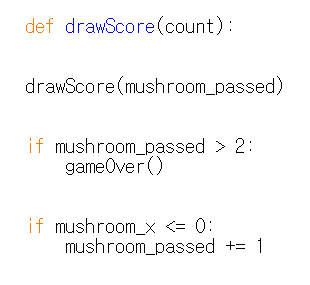 def drawScore(count):
drawScore(mushroom_passed)
if mushroom_passed > 2:
    gameOver()
if mushroom_x <= 0:
    mushroom_passed += 1